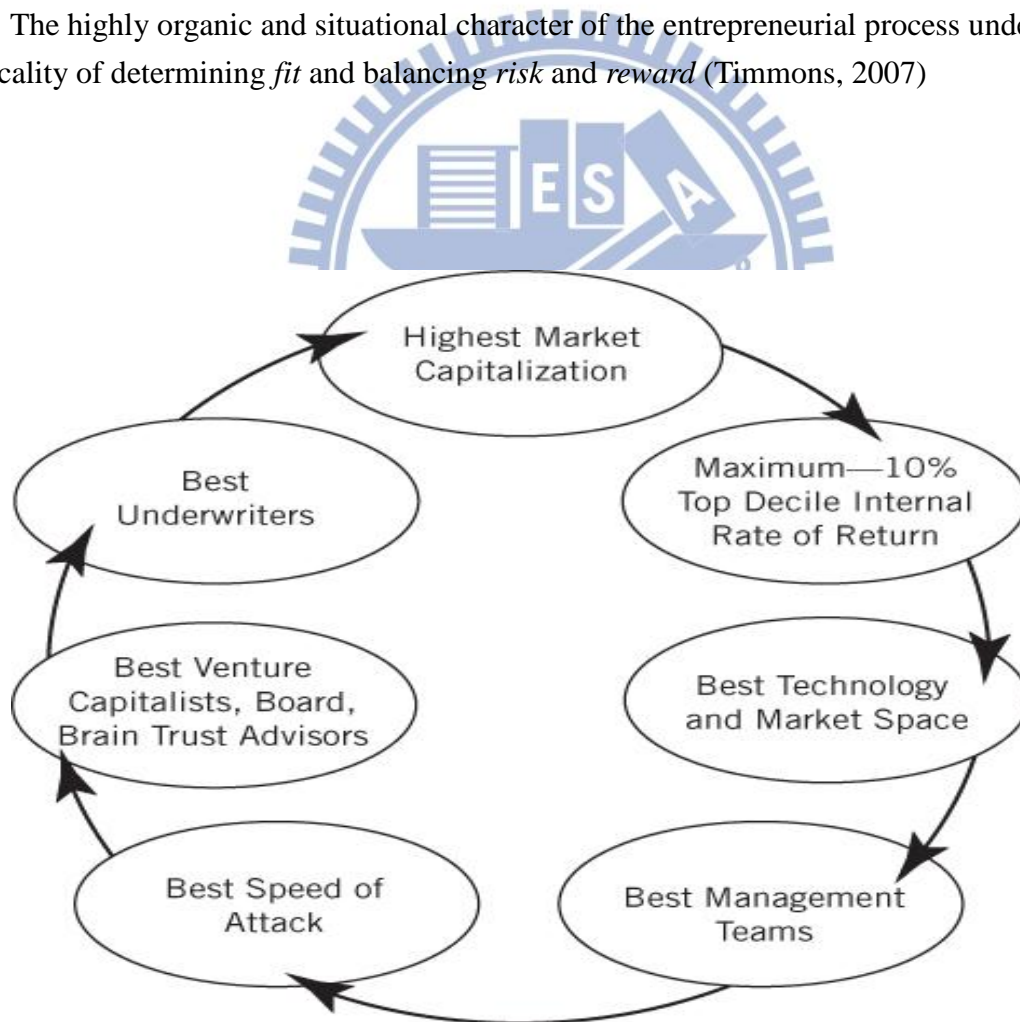 The highly organic and situational character of the entrepreneurial process
cality of determining fit and balancing risk and reward (Timmons, 2007)
E S A
Highest Market
Capitalization
Maximum—10%
Top Decile Internal
Rate of Return
Best Technology
and Market Space
Best Management
Teams
Best Speed of
Attack
Best Venture
Capitalists, Board,
Brain Trust Advisors
Best
Underwriters